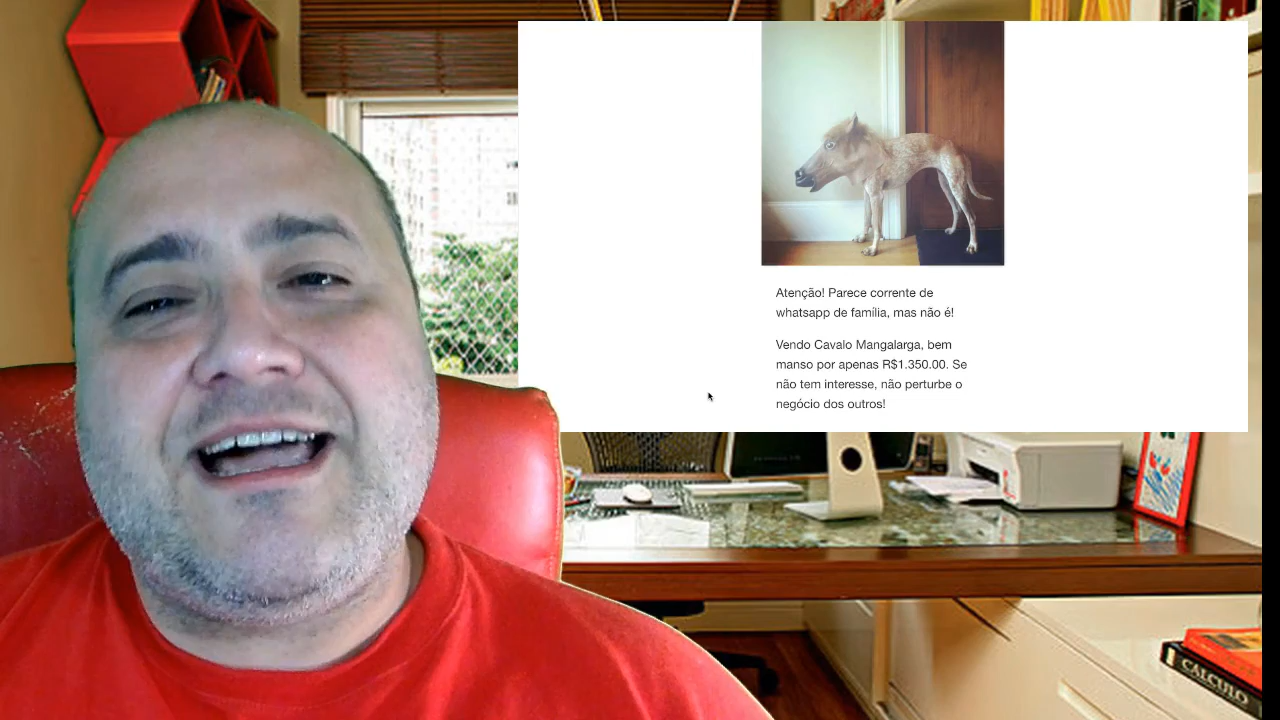 Atenção! Parece corrente de
whatsapp de família, mas não é!
Vendo Cavalo Mangalarga, bem
manso por apenas R$1.350.00. Se
não tem interesse, não perturbe o
negócio dos outros!
CALCULO